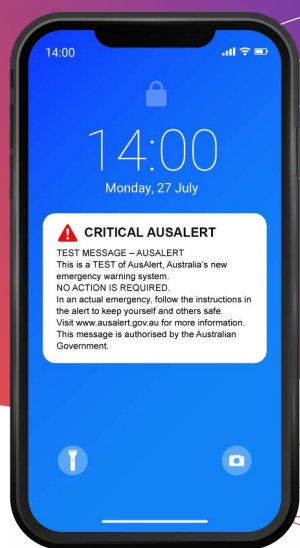 14:00
14:00
Monday, 27 July
CRITICAL AUSALERT
TEST MESSAGE – AUSALERT
This is a TEST of AusAlert, Australia's new
emergency warning system.
NO ACTION IS REQUIRED.
In an actual emergency, follow the instructions in
the alert to keep yourself and others safe.
Visit www.ausalert.gov.au for more information.
This message is authorised by the Australian
Government.